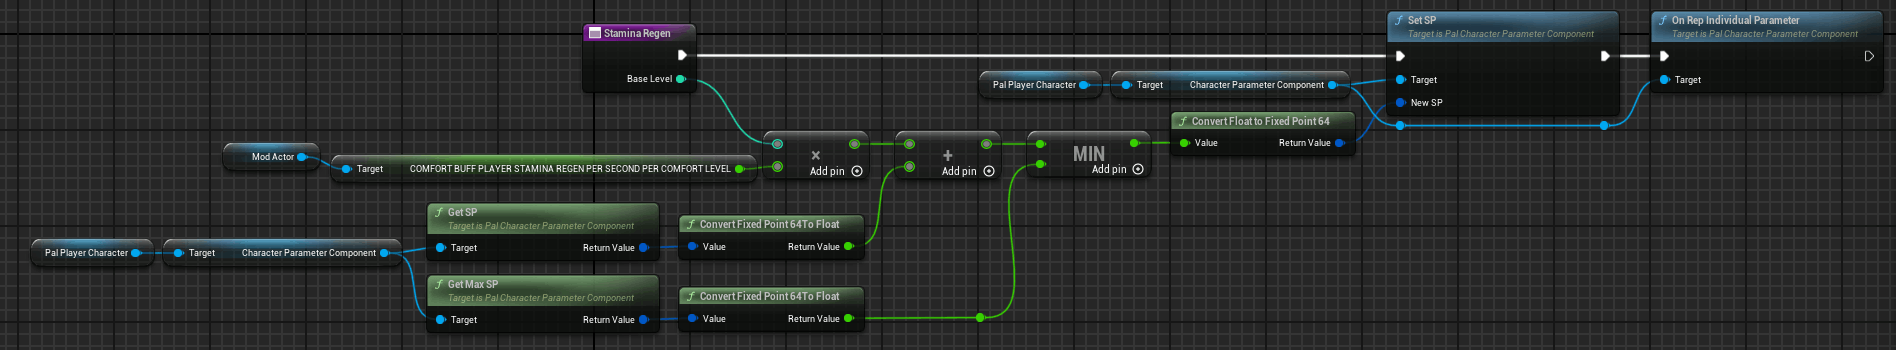 Stamina Regen
Base Level
Set SP
Target is Pal Character Parameter Component
Target
New SP
On Rep Individual Parameter
Target is Pal Character Parameter Component
Target
Pal Player Character
Target Character Parameter Component
Convert Float to Fixed Point 64
Value Return Value
Mod Actor
Target COMFORT BUFF PLAYER STAMINA REGEN PER SECOND PER COMFORT LEVEL
×
Add pin
+
Add pin
MIN
Add pin
Get SP
Target is Pal Character Parameter Component
Target Return Value
Convert Fixed Point 64To Float
Value Return Value
Pal Player Character
Target Character Parameter Component
Get Max SP
Target is Pal Character Parameter Component
Target Return Value
Convert Fixed Point 64To Float
Value Return Value